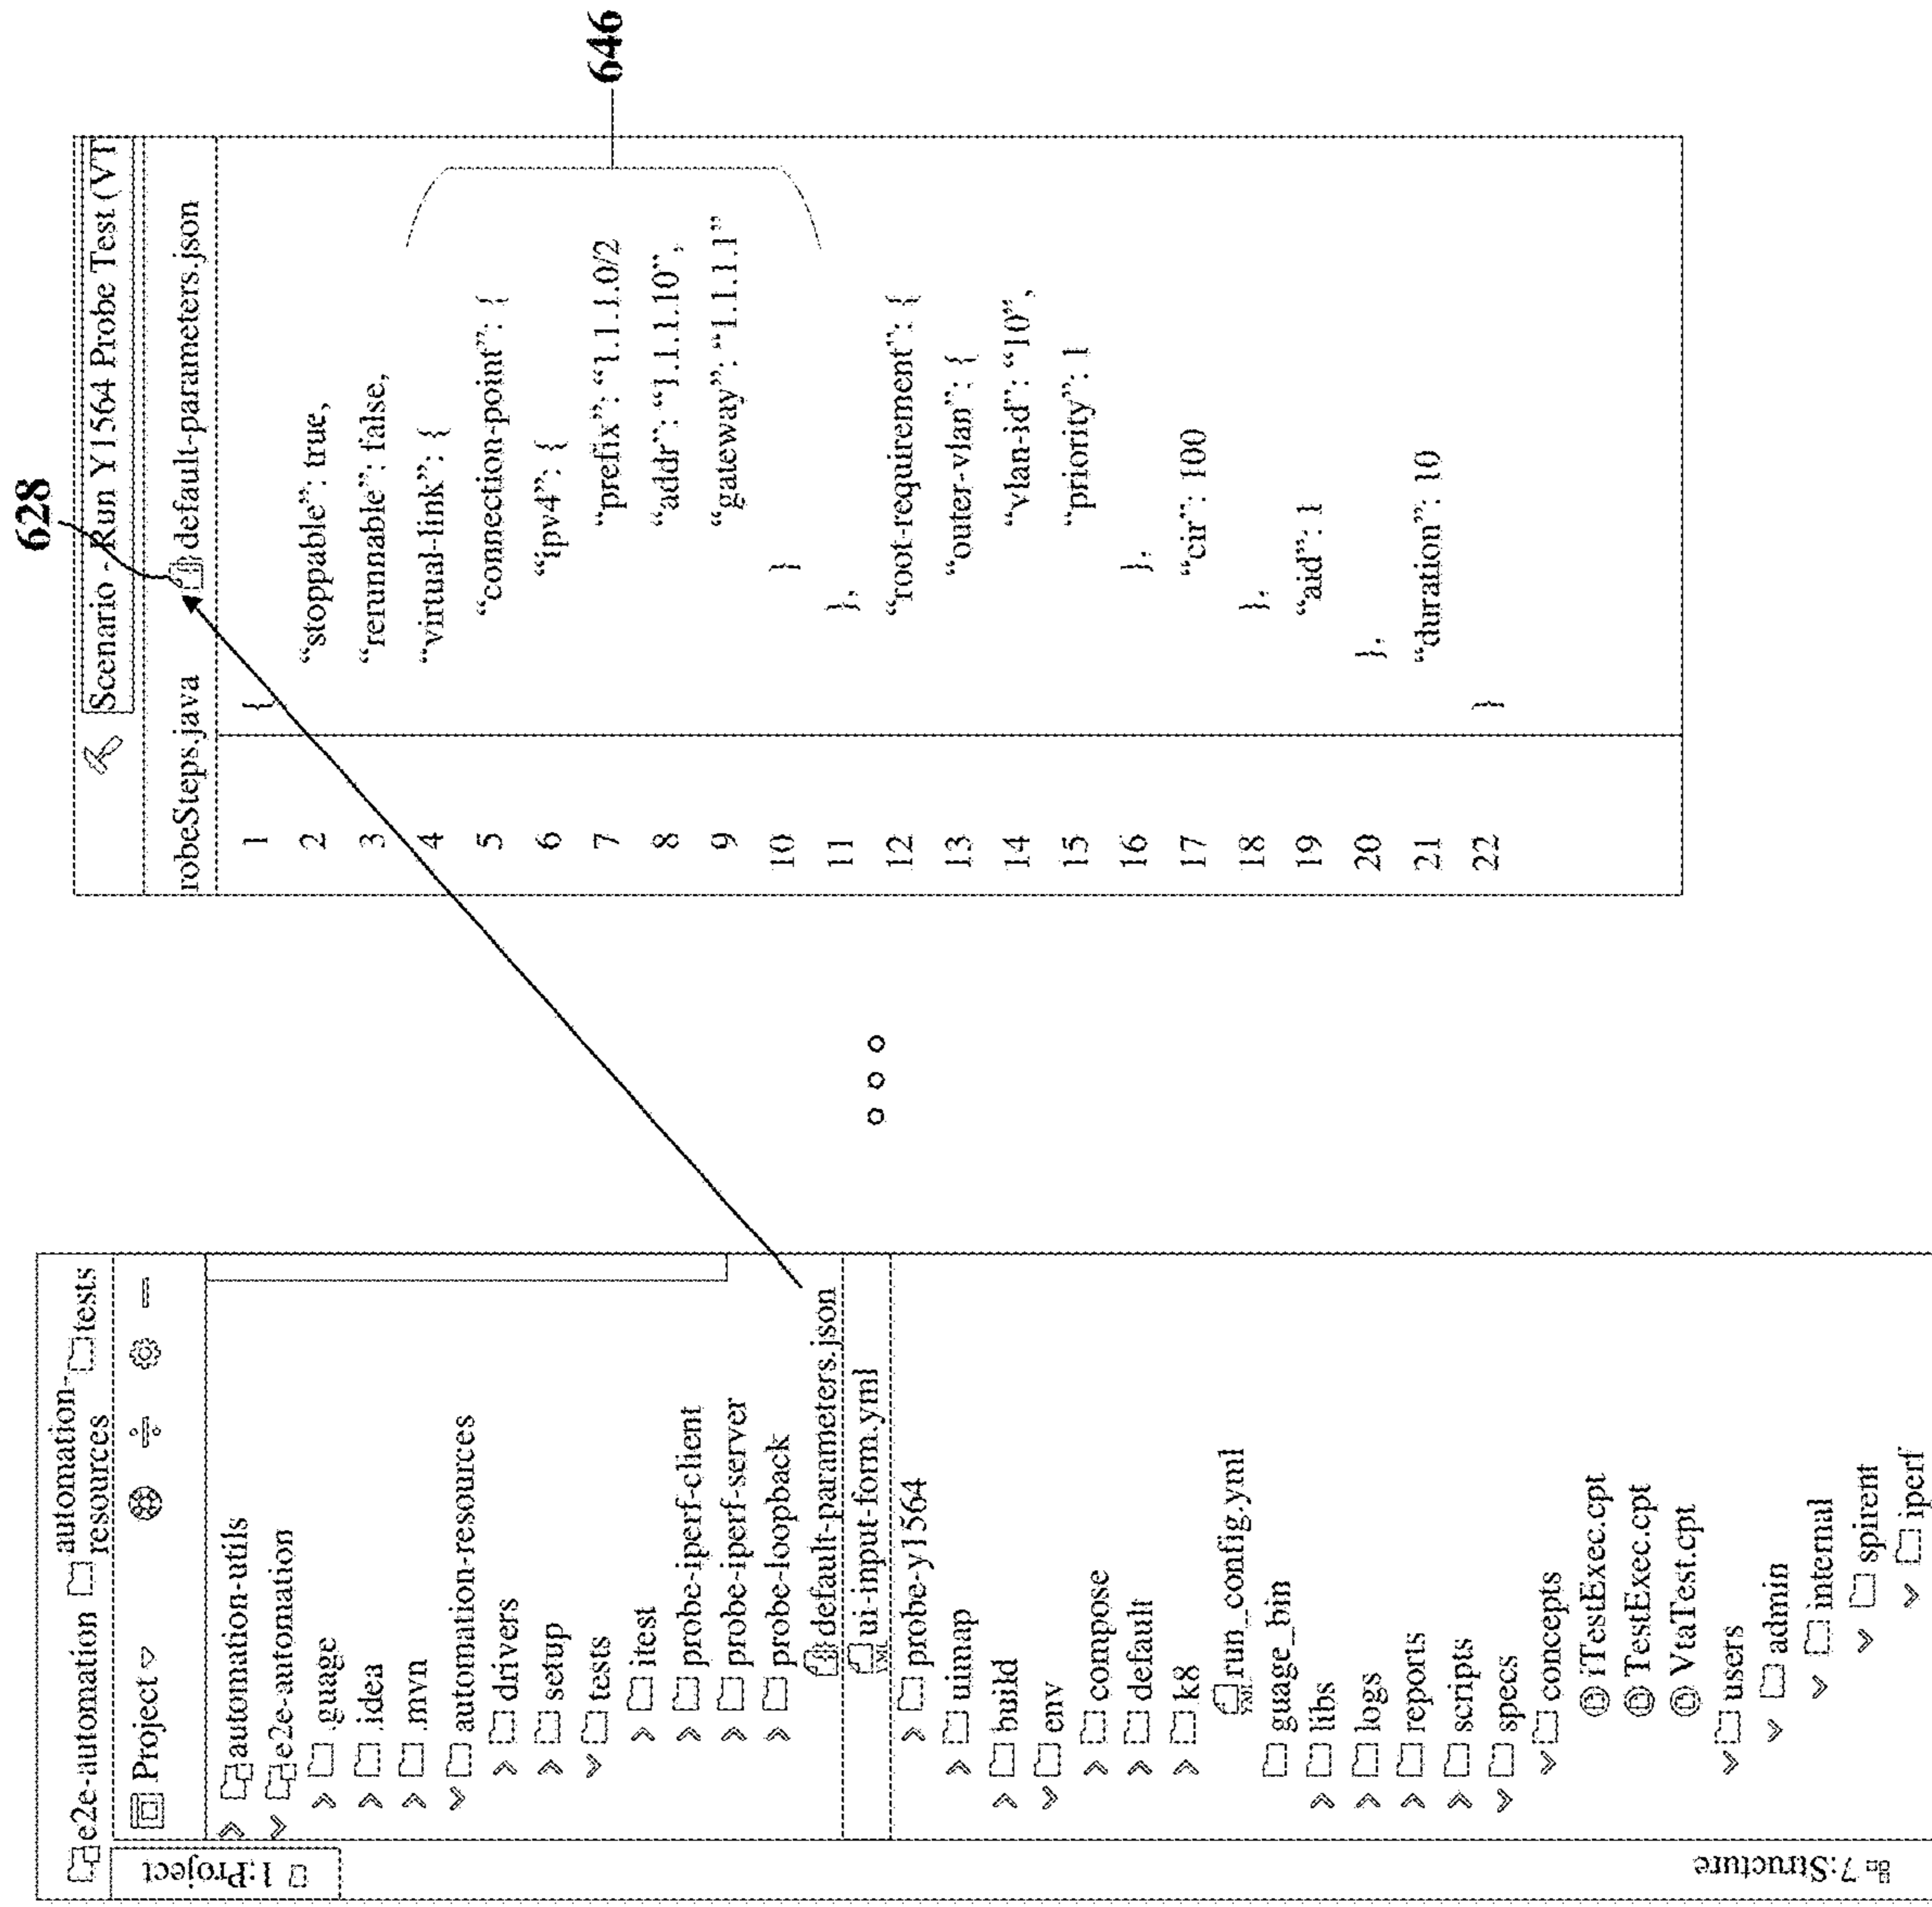 e2e-automation automation-resources tests
Project
1:Project
automation-utils
e2e-automation
.guage
.idea
.mvn
automation-resources
drivers
setup
tests
itest
probe-iperf-client
probe-iperf-server
probe-loopback
default-parameters.json
ui-input-form.yml
probe-y1564
uimap
build
env
compose
default
k8
run_config.yml
guage_bin
libs
logs
reports
scripts
specs
concepts
iTestExec.cpt
TestExec.cpt
VtaTest.cpt
users
admin
internal
spirent
iperf
7:Structure
628
Scenario - Run Y1564 Probe Test (VT
robeSteps.java default-parameters.json
1 {
2 “stoppable”: true,
3 “rerunnable”: false,
4 “virtual-link”: {
5 “connection-point”: {
6 “ipv4”: {
7 “prefix”: “1.1.1.0/2
8 “addr”: “1.1.1.10”,
9 “gateway”: “1.1.1.1”
10 }
11 },
12 “root-requirement”: {
13 “outer-vlan”: {
14 “vlan-id”: “10”,
15 “priority”: 1
16 },
17 “cir”: 100
18 },
19 “aid”: 1
20 },
21 “duration”: 10
22 }
646